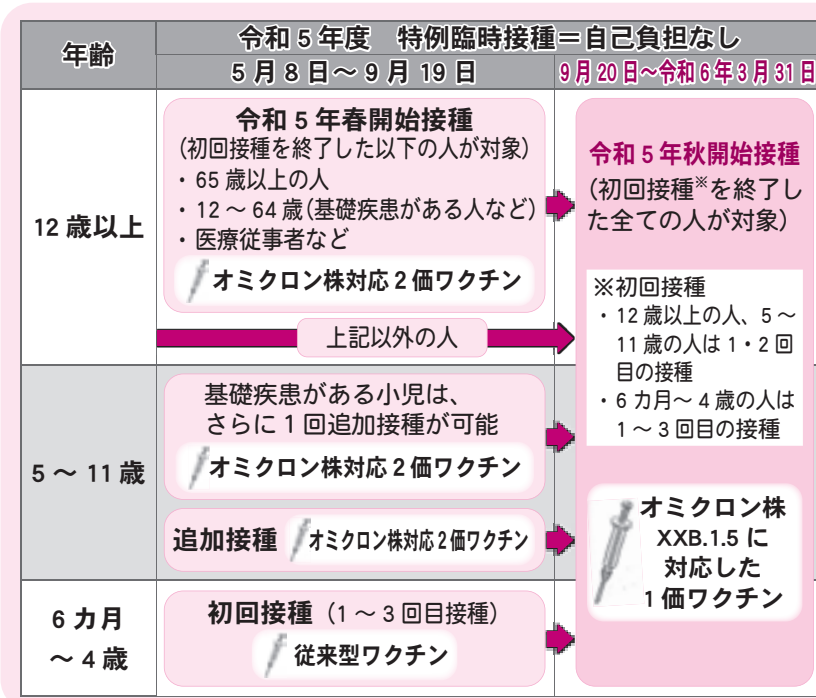 年齢
令和5年度 特例臨時接種=自己負担なし
5月8日~9月19日
9月20日~令和6年3月31日
12歳以上
令和5年春開始接種
(初回接種を終了した以下の人が対象)
・65歳以上の人
・12~64歳(基礎疾患がある人など)
・医療従事者など
オミクロン株対応2価ワクチン
上記以外の人
5~11歳
基礎疾患がある小児は、
さらに1回追加接種が可能
オミクロン株対応2価ワクチン
追加接種 オミクロン株対応2価ワクチン
6カ月
~4歳
初回接種(1~3回目接種)
従来型ワクチン
令和5年秋開始接種
(初回接種※を終了し
た全ての人が対象)
※初回接種
・12歳以上の人、5~
11歳の人は1・2回
目の接種
・6カ月~4歳の人は
1~3回目の接種
オミクロン株
XXB.1.5に
対応した
1価ワクチン